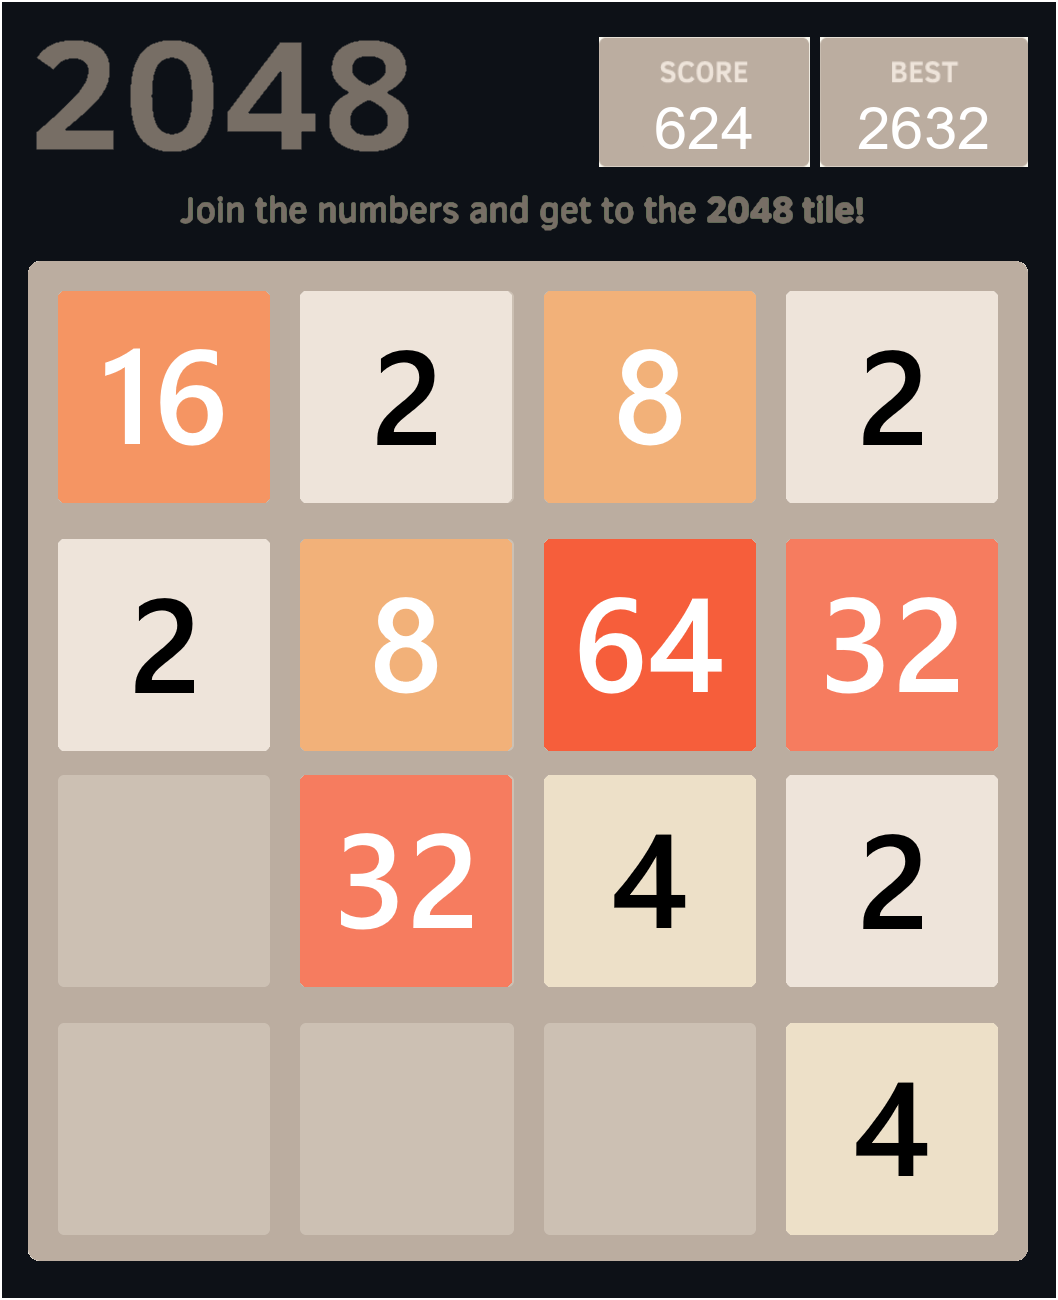 2048
SCORE BEST
624 2632
Join the numbers and get to the 2048 tile!
16 2 8 2
2 8 64 32
32 4 2
4